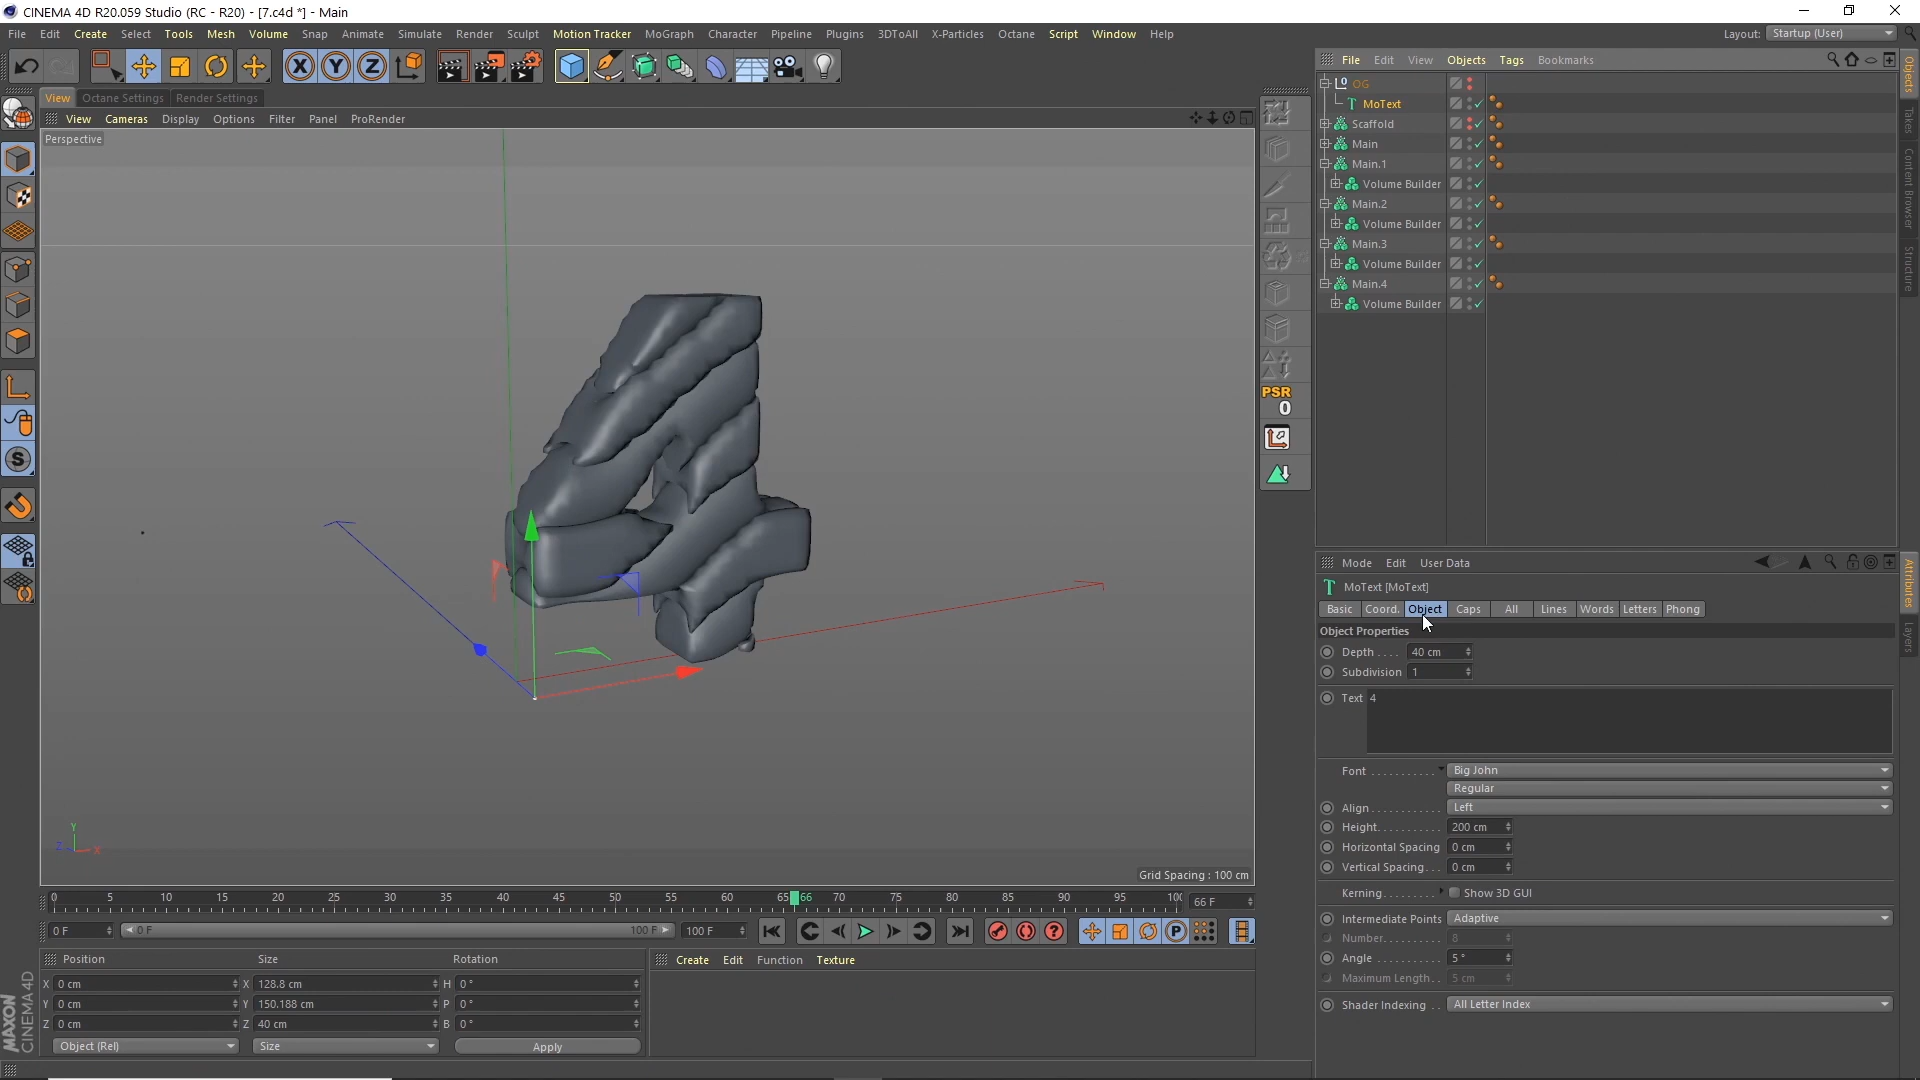 CINEMA 4D R20.059 Studio (RC - R20) - [7.c4d *] - Main
File Edit Create Select Tools Mesh Volume Snap Animate Simulate Render Sculpt Motion Tracker MoGraph Character Pipeline Plugins 3DToAll X-Particles Octane Script Window Help
Layout: Startup (User)
View Octane Settings Render Settings
View Cameras Display Options Filter Panel ProRender
Perspective
X Y Z
S
Y
Z X
Grid Spacing : 100 cm
PSR
0
File Edit View Objects Tags Bookmarks
OG
MoText
Scaffold
Main
Main.1
Volume Builder
Main.2
Volume Builder
Main.3
Volume Builder
Main.4
Volume Builder
Objects
Takes
Content Browser
Structure
Mode Edit User Data
MoText [MoText]
Basic Coord. Object Caps All Lines Words Letters Phong
Object Properties
Depth . . . . 40 cm
Subdivision 1
Text 4
Font . . . . . . . . . . . Big John
Regular
Align . . . . . . . . . . . Left
Height. . . . . . . . . . 200 cm
Horizontal Spacing 0 cm
Vertical Spacing. . . 0 cm
Kerning. . . . . . . . . Show 3D GUI
Intermediate Points Adaptive
Number. . . . . . . . . 8
Angle . . . . . . . . . . 5 °
Maximum Length. . 5 cm
Shader Indexing . . All Letter Index
Attributes
Layers
0 5 10 15 20 25 30 35 40 45 50 55 60 65 66 70 75 80 85 90 95 100
66 F
0 F 0 F 100 F 100 F
P
Position Size Rotation
X 0 cm X 128.8 cm H 0 °
Y 0 cm Y 150.188 cm P 0 °
Z 0 cm Z 40 cm B 0 °
Object (Rel) Size Apply
Create Edit Function Texture
MAXON
CINEMA 4D